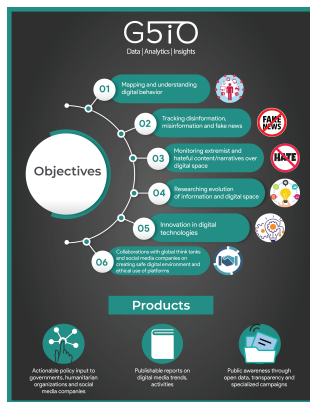 G5iO
Data|Analytics|Insights
Objectives
01
Mapping and understanding
digital behavior
02
Tracking disinformation,
misinformation and fake news
FAKE
NEWS
03
Monitoring extremist and
hateful content/narratives over
digital space
HATE
04
Researching evolution
of information and digital space
05
Innovation in digital
technologies
06
Collaborations with global think tanks
and social media companies on
creating safe digital environment and
ethical use of platforms
Products
Actionable policy input to
governments, humanitarian
organizations and social
media companies
Publishable reports on
digital media trends,
activities
Public awareness through
open data, transparency and
specialized campaigns